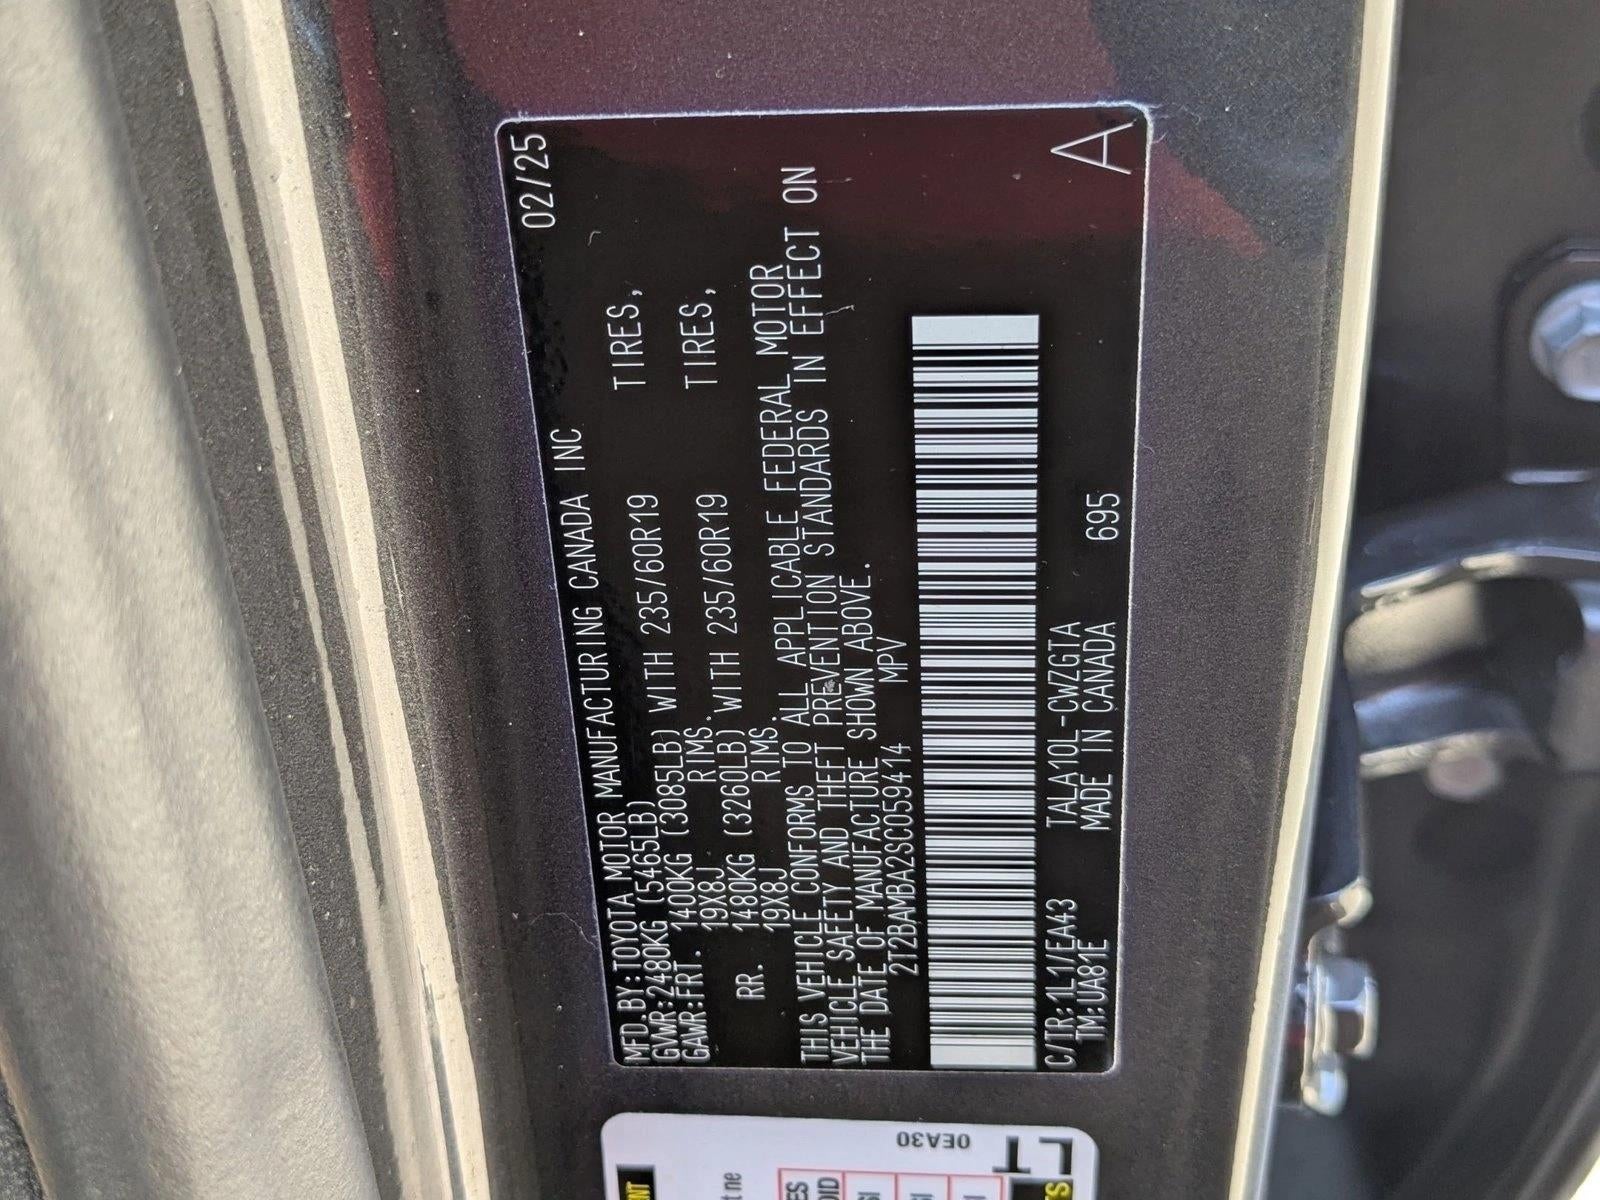 MFD.BY:TOYOTA MOTOR MANUFACTURING CANADA INC 02/25
GVWR:2480KG (5465LB)
GAWR:FRT. 1400KG (3085LB) WITH 235/60R19 TIRES,
19X8J RIMS.
RR. 1480KG (3260LB) WITH 235/60R19 TIRES,
19X8J RIMS.
THIS VEHICLE CONFORMS TO ALL APPLICABLE FEDERAL MOTOR
VEHICLE SAFETY AND THEFT PREVENTION STANDARDS IN EFFECT ON
THE DATE OF MANUFACTURE SHOWN ABOVE.
2T2BAMBA2SC059414 MPV
C/TR:1L1/EA43 TALA10L-CWZGTA A
TM:UA81E MADE IN CANADA 695
0EA30